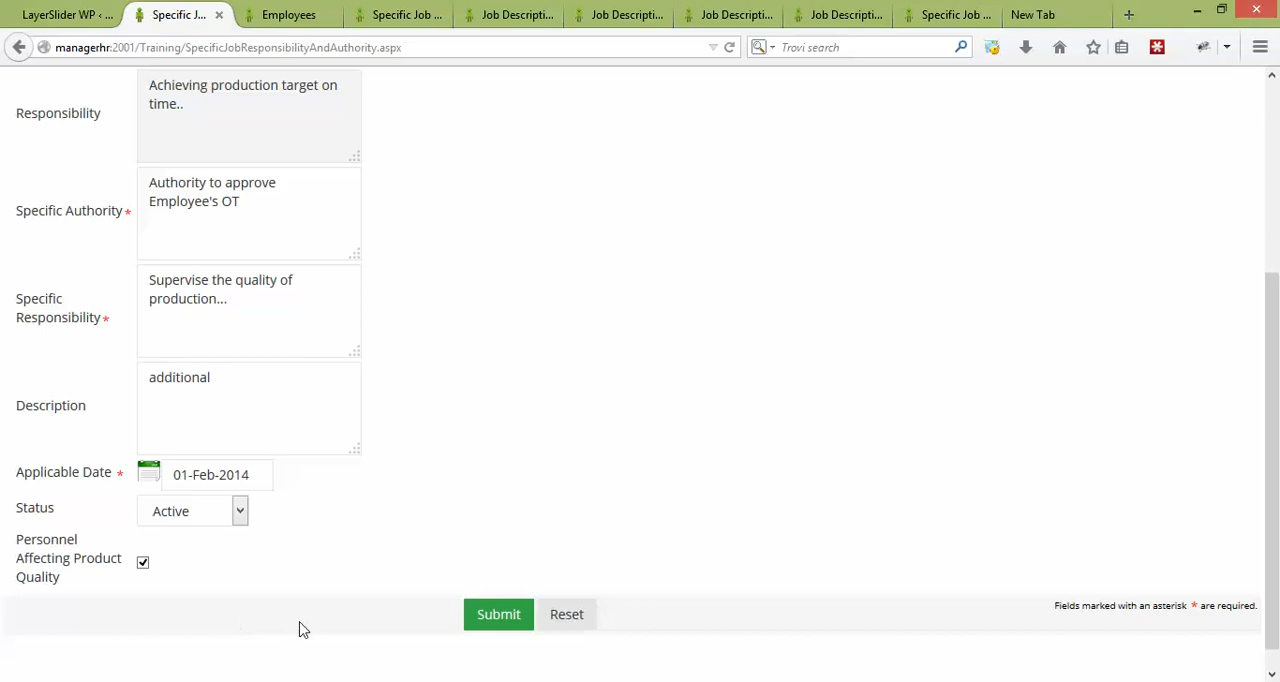 LayerSlider WP ‹ ...
Specific J...
Employees
Specific Job ...
Job Descripti...
Job Descripti...
Job Descripti...
Job Descripti...
Specific Job ...
New Tab
managerhr:2001/Training/SpecificJobResponsibilityAndAuthority.aspx
Trovi search
Responsibility
Achieving production target on
time..
Specific Authority *
Authority to approve
Employee's OT
Specific
Responsibility *
Supervise the quality of
production...
Description
additional
Applicable Date *
01-Feb-2014
Status
Active
Personnel
Affecting Product
Quality
Submit
Reset
Fields marked with an asterisk * are required.